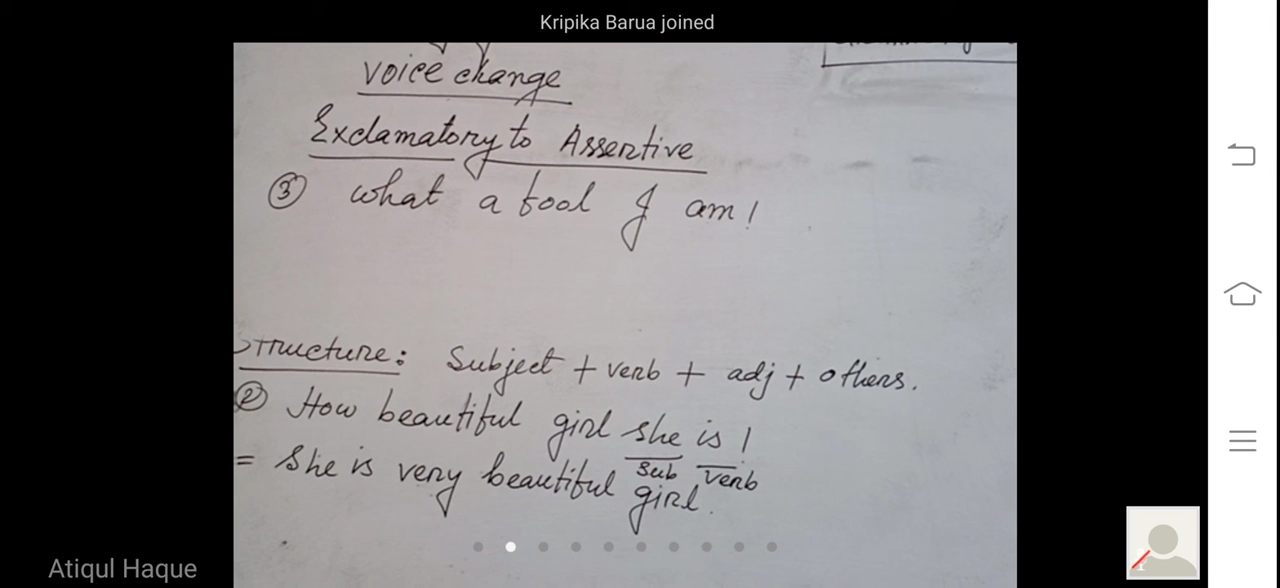 Kripika Barua joined
voice change
Exclamatory to Assertive
③ what a fool I am!
Structure: Subject + verb + adj + others.
② How beautiful girl she is!
sub verb
= She is very beautiful girl.
Atiqul Haque